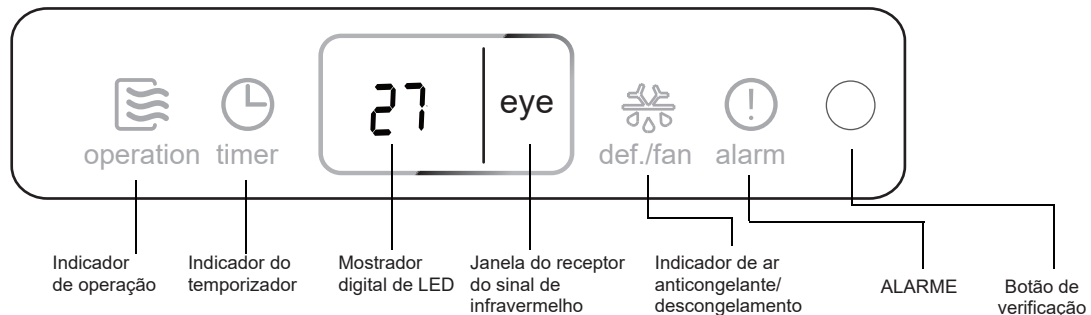 27
eye
operation timer
def./fan alarm
Indicador
de operação
Indicador do
temporizador
Mostrador
digital de LED
Janela do receptor
do sinal de
infravermelho
Indicador de ar
anticongelante/
descongelamento
ALARME
Botão de
verificação